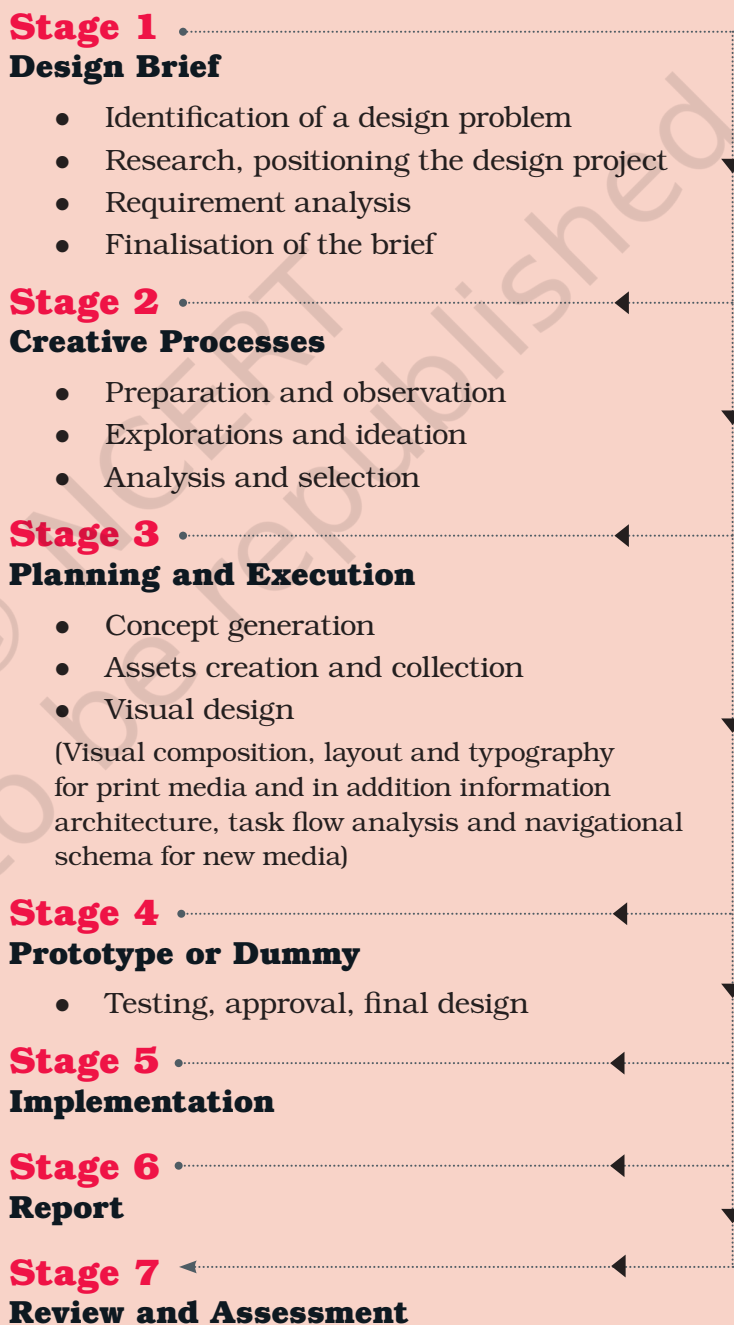 Stage 1
Design Brief
● Identification of a design problem
● Research, positioning the design project
● Requirement analysis
● Finalisation of the brief
Stage 2
Creative Processes
● Preparation and observation
● Explorations and ideation
● Analysis and selection
Stage 3
Planning and Execution
● Concept generation
● Assets creation and collection
● Visual design
(Visual composition, layout and typography
for print media and in addition information
architecture, task flow analysis and navigational
schema for new media)
Stage 4
Prototype or Dummy
● Testing, approval, final design
Stage 5
Implementation
Stage 6
Report
Stage 7
Review and Assessment
© NCERT
to be republished